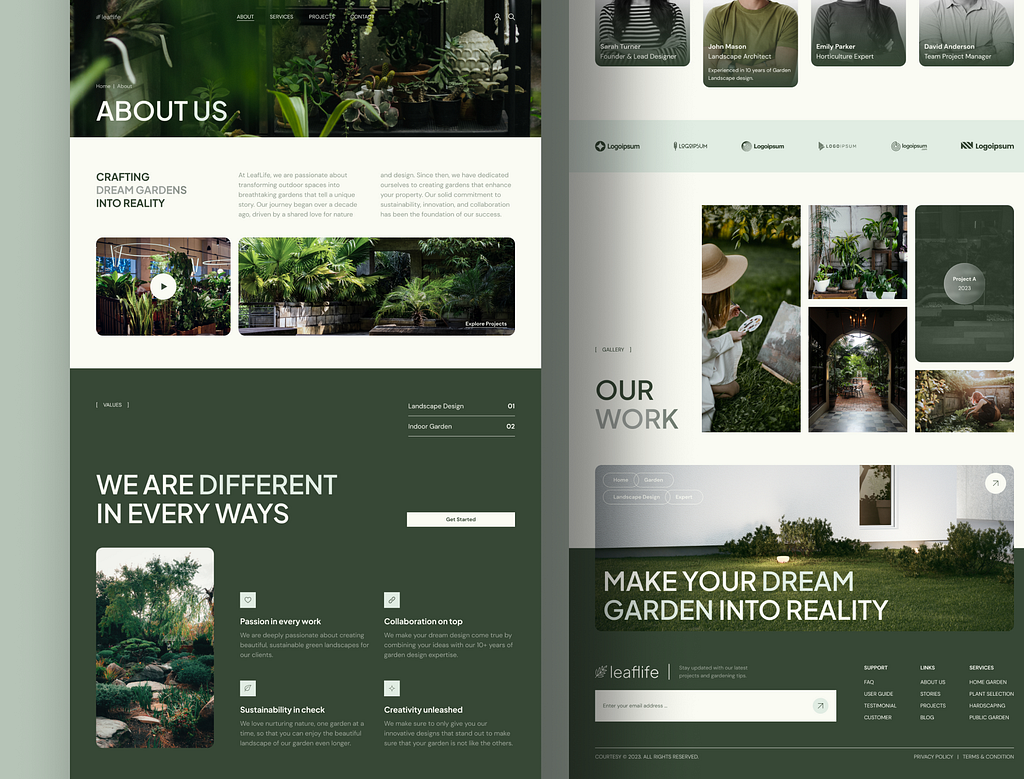 leaflife
ABOUT
SERVICES
PROJECTS
CONTACT
Home | About
ABOUT US
CRAFTING
DREAM GARDENS
INTO REALITY
At LeafLife, we are passionate about
transforming outdoor spaces into
breathtaking gardens that tell a unique
story. Our journey began over a decade
ago, driven by a shared love for nature
and design. Since then, we have dedicated
ourselves to creating gardens that enhance
your property. Our solid commitment to
sustainability, innovation, and collaboration
has been the foundation of our success.
Explore Projects
| VALUES |
Landscape Design 01
Indoor Garden 02
WE ARE DIFFERENT
IN EVERY WAYS
Get Started
Passion in every work
We are deeply passionate about creating
beautiful, sustainable green landscapes for
our clients.
Collaboration on top
We make your dream design come true by
combining your ideas with our 10+ years of
garden design expertise.
Sustainability in check
We love nurturing nature, one garden at a
time, so that you can enjoy the beautiful
landscape of our garden even longer.
Creativity unleashed
We make sure to only give you our
innovative designs that stand out to make
sure that your garden is not like the others.
Sarah Turner
Founder & Lead Designer
John Mason
Landscape Architect
Experienced in 10 years of Garden
Landscape design.
Emily Parker
Horticulture Expert
David Anderson
Team Project Manager
Logoipsum
LOGOIPSUM
Logoipsum
LOGOIPSUM
logoipsum
Logoipsum
| GALLERY |
OUR
WORK
Project A
2023
Home
Garden
Landscape Design
Expert
MAKE YOUR DREAM
GARDEN INTO REALITY
leaflife
Stay updated with our latest
projects and gardening tips.
Enter your email address ...
SUPPORT
FAQ
USER GUIDE
TESTIMONIAL
CUSTOMER
LINKS
ABOUT US
STORIES
PROJECTS
BLOG
SERVICES
HOME GARDEN
PLANT SELECTION
HARDSCAPING
PUBLIC GARDEN
COURTESY © 2023. ALL RIGHTS RESERVED.
PRIVACY POLICY | TERMS & CONDITION